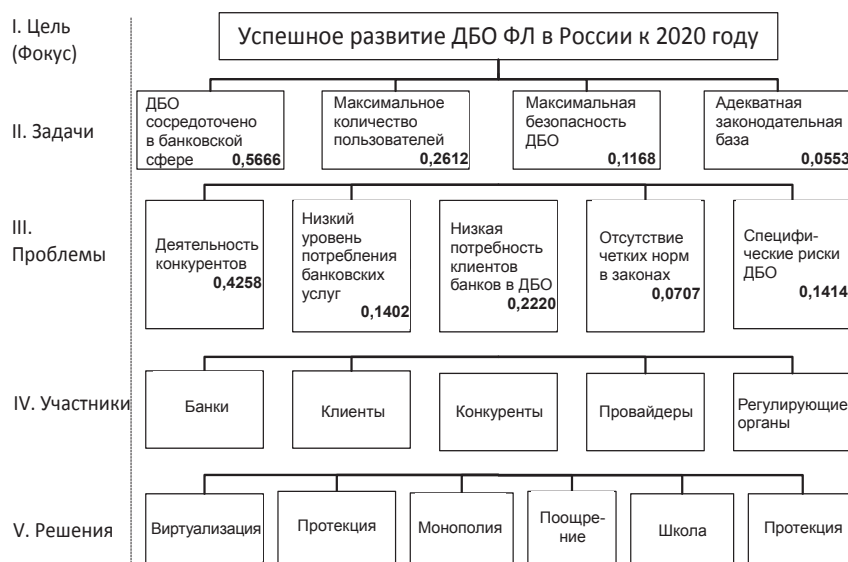 I. Цель
(Фокус)
Успешное развитие ДБО ФЛ в России к 2020 году
II. Задачи
ДБО
сосредоточено
в банковской
сфере
0,5666
Максимальное
количество
пользователей
0,2612
Максимальная
безопасность
ДБО
0,1168
Адекватная
законодательная
база
0,0553
III.
Проблемы
Деятельность
конкурентов
0,4258
Низкий
уровень
потребления
банковских
услуг
0,1402
Низкая
потребность
клиентов
банков в ДБО
0,2220
Отсутствие
четких норм
в законах
0,0707
Специфи-
ческие риски
ДБО
0,1414
IV. Участники
Банки
Клиенты
Конкуренты
Провайдеры
Регулирующие
органы
V. Решения
Виртуализация
Протекция
Монополия
Поощре-
ние
Школа
Протекция